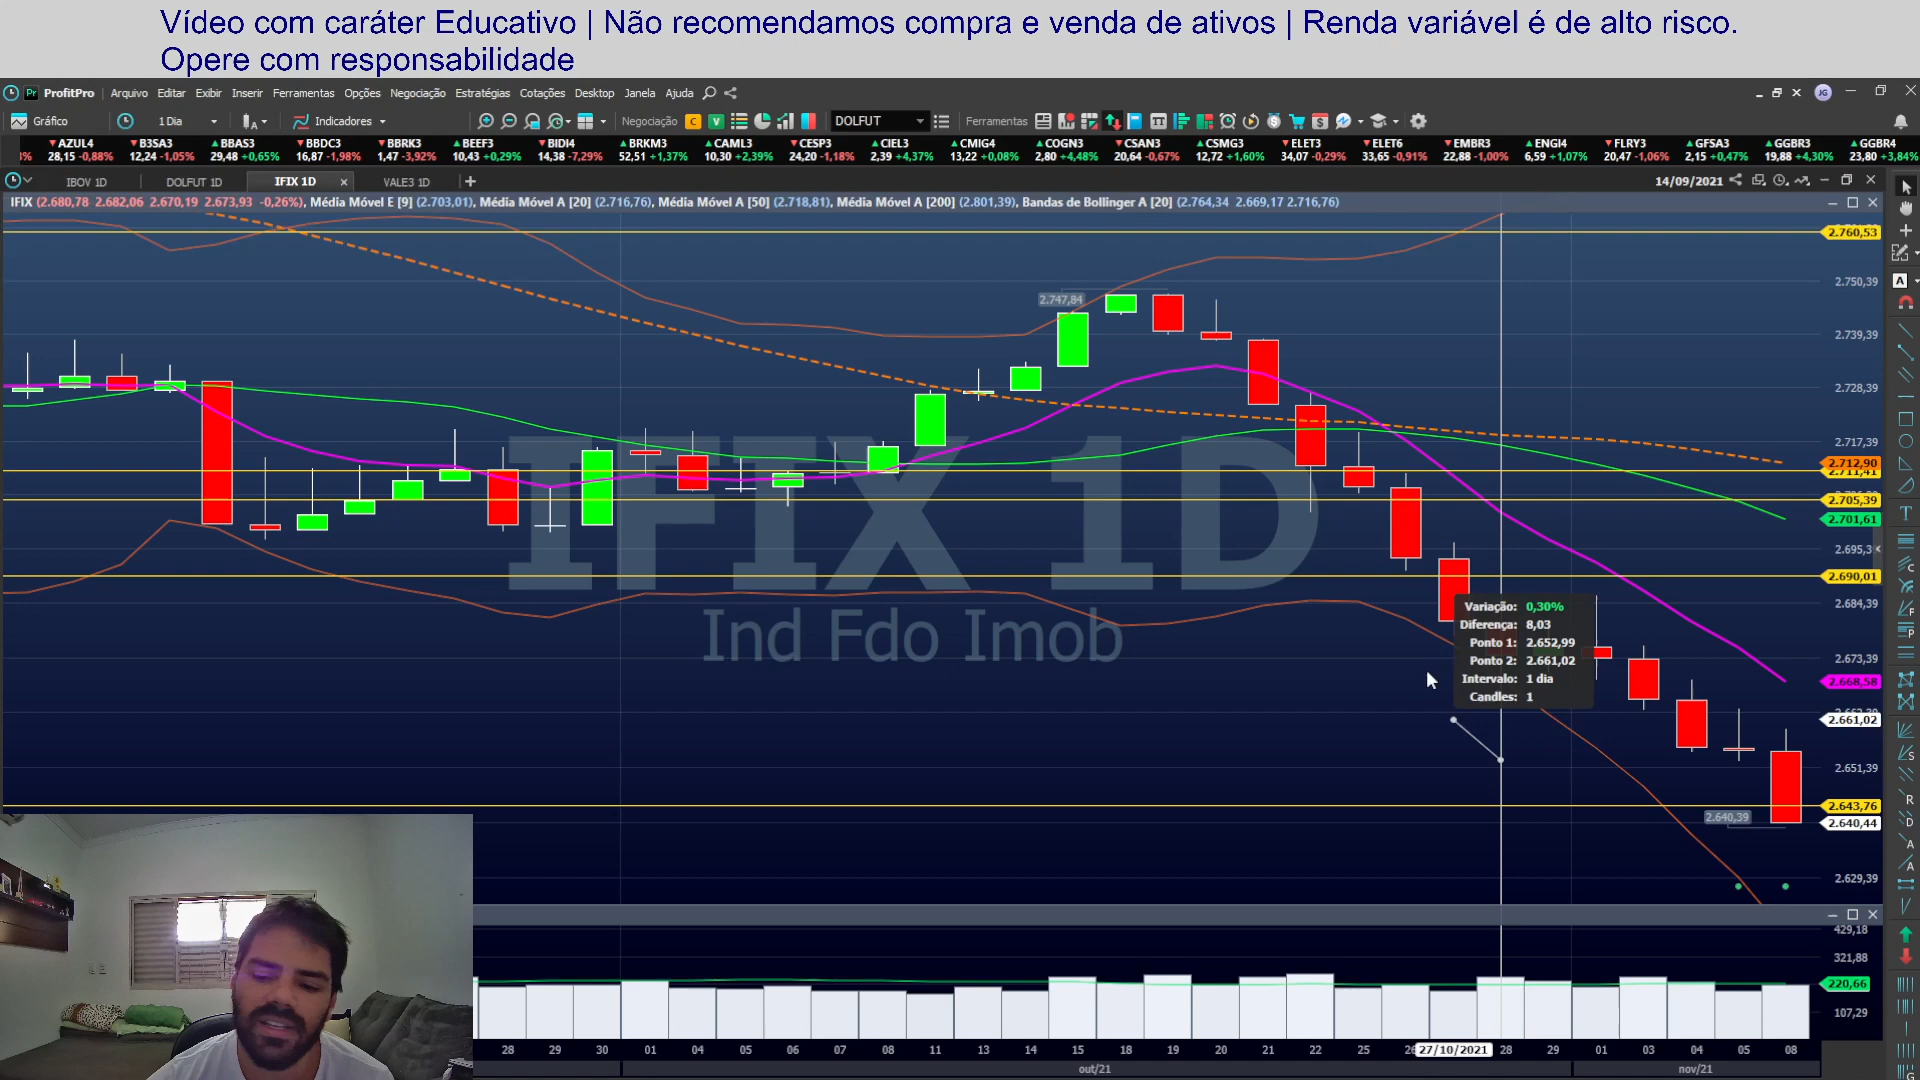 Vídeo com caráter Educativo | Não recomendamos compra e venda de ativos | Renda variável é de alto risco.
Opere com responsabilidade
ProfitPro Arquivo Editar Exibir Inserir Ferramentas Opções Negociação Estratégias Cotações Desktop Janela Ajuda JG
Gráfico 1 Dia Indicadores Negociação C V DOLFUT Ferramentas
AZUL4 B3SA3 BBAS3 BBDC3 BBRK3 BEEF3 BIDI4 BRKM3 CAML3 CESP3 CIEL3 CMIG4 COGN3 CSAN3 CSMG3 ELET3 ELET6 EMBR3 ENGI4 FLRY3 GFSA3 GGBR3 GGBR4
28,15 -0,88% 12,24 -1,05% 29,48 +0,65% 16,87 -1,98% 1,47 -3,92% 10,43 +0,29% 14,38 -7,29% 52,51 +1,37% 10,30 +2,39% 24,20 -1,18% 2,39 +4,37% 13,22 +0,08% 2,80 +4,48% 20,64 -0,67% 12,72 +1,60% 34,07 -0,29% 33,65 -0,91% 22,88 -1,00% 6,59 +1,07% 20,47 -1,06% 2,15 +0,47% 19,88 +4,30% 23,80 +3,84%
IBOV 1D DOLFUT 1D IFIX 1D x VALE3 1D + 14/09/2021
IFIX (2.680,78 2.682,06 2.670,19 2.673,93 -0,26%), Média Móvel E [9] (2.703,01), Média Móvel A [20] (2.716,76), Média Móvel A [50] (2.718,81), Média Móvel A [200] (2.801,39), Bandas de Bollinger A [20] (2.764,34 2.669,17 2.716,76)
2.760,53
2.750,39
2.747,84
2.739,39
2.728,39
2.717,39
2.712,90
2.711,41
2.705,39
2.701,61
2.695,3
2.690,01
2.684,39
2.673,39
2.668,58
2.661,02
2.651,39
2.643,76
2.640,39
2.640,44
2.629,39
IFIX 1D
Ind Fdo Imob
Variação: 0,30%
Diferença: 8,03
Ponto 1: 2.652,99
Ponto 2: 2.661,02
Intervalo: 1 dia
Candles: 1
429,18
321,88
220,66
107,29
28 29 30 01 04 05 06 07 08 11 13 14 15 18 19 20 21 22 25 26 27/10/2021 28 29 01 03 04 05 08
out/21 nov/21